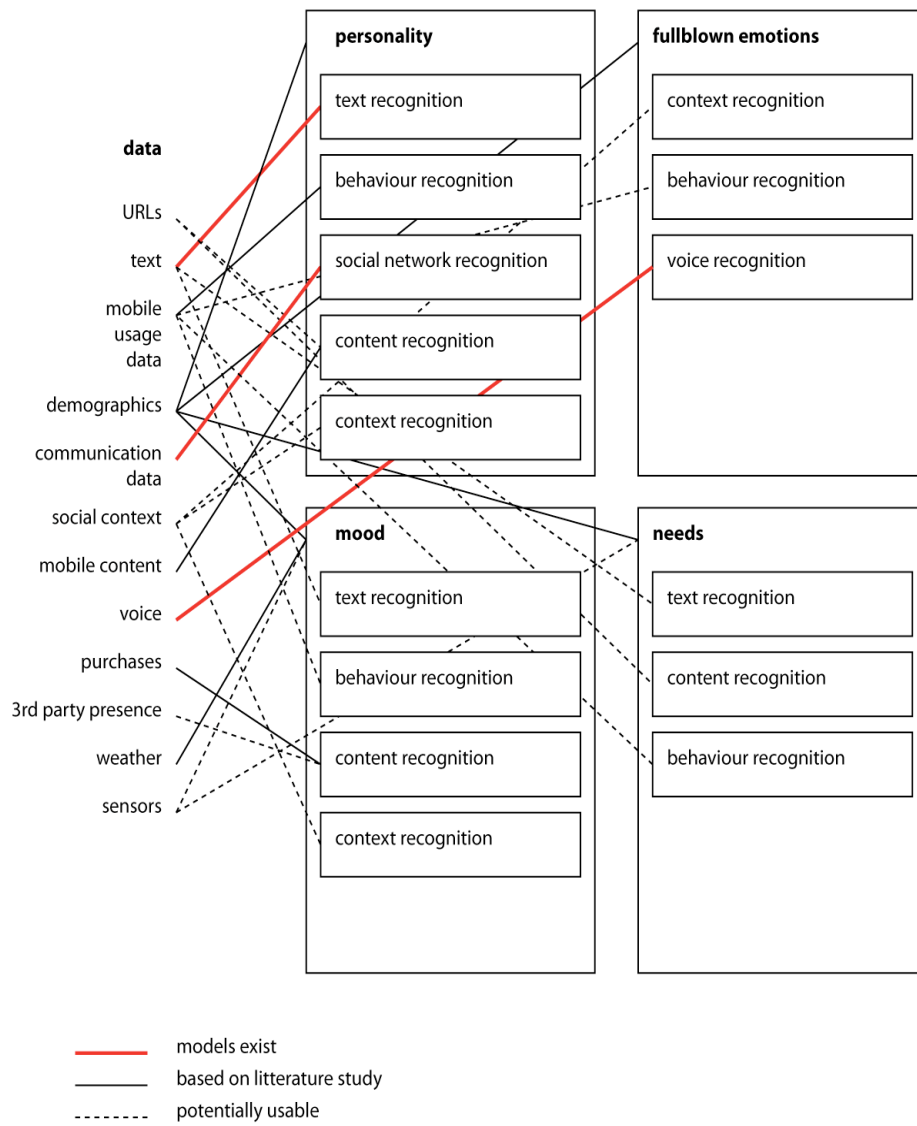 data
URLs
text
mobile
usage
data
demographics
communication
data
social context
mobile content
voice
purchases
3rd party presence
weather
sensors
personality
text recognition
behaviour recognition
social network recognition
content recognition
context recognition
fullblown emotions
context recognition
behaviour recognition
voice recognition
mood
text recognition
behaviour recognition
content recognition
context recognition
needs
text recognition
content recognition
behaviour recognition
models exist
based on litterature study
potentially usable